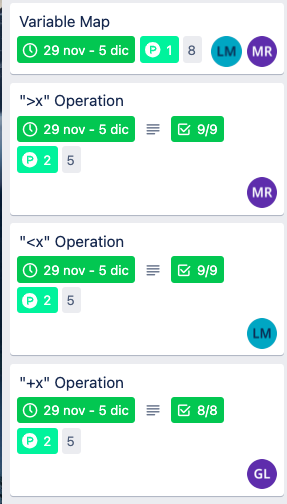 Variable Map
29 nov - 5 dic P 1 8 LM MR
">x" Operation
29 nov - 5 dic 9/9
P 2 5
MR
"<x" Operation
29 nov - 5 dic 9/9
P 2 5
LM
"+x" Operation
29 nov - 5 dic 8/8
P 2 5
GL